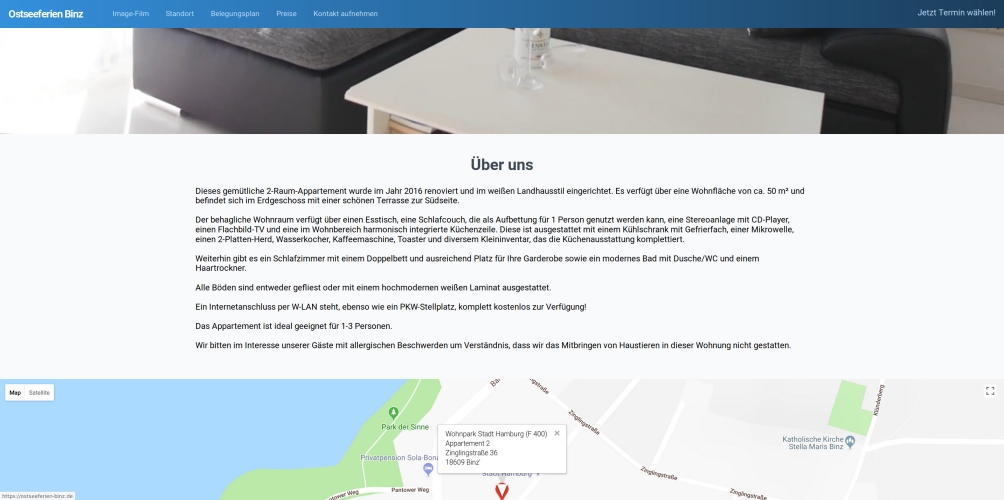 Ostseeferien Binz
Image-Film
Standort
Belegungsplan
Preise
Kontakt aufnehmen
Jetzt Termin wählen!
Über uns
Dieses gemütliche 2-Raum-Appartement wurde im Jahr 2016 renoviert und im weißen Landhausstil eingerichtet. Es verfügt über eine Wohnfläche von ca. 50 m² und
befindet sich im Erdgeschoss mit einer schönen Terrasse zur Südseite.
Der behagliche Wohnraum verfügt über einen Esstisch, eine Schlafcouch, die als Aufbettung für 1 Person genutzt werden kann, eine Stereoanlage mit CD-Player,
einen Flachbild-TV und eine im Wohnbereich harmonisch integrierte Küchenzeile. Diese ist ausgestattet mit einem Kühlschrank mit Gefrierfach, einer Mikrowelle,
einen 2-Platten-Herd, Wasserkocher, Kaffeemaschine, Toaster und diversem Kleininventar, das die Küchenausstattung komplettiert.
Weiterhin gibt es ein Schlafzimmer mit einem Doppelbett und ausreichend Platz für Ihre Garderobe sowie ein modernes Bad mit Dusche/WC und einem
Haartrockner.
Alle Böden sind entweder gefliest oder mit einem hochmodernen weißen Laminat ausgestattet.
Ein Internetanschluss per W-LAN steht, ebenso wie ein PKW-Stellplatz, komplett kostenlos zur Verfügung!
Das Appartement ist ideal geeignet für 1-3 Personen.
Wir bitten im Interesse unserer Gäste mit allergischen Beschwerden um Verständnis, dass wir das Mitbringen von Haustieren in dieser Wohnung nicht gestatten.
Map
Satellite
Zinglingstraße
Klünderberg
Zinglingstraße
Park der Sinne
Wohnpark Stadt Hamburg (F 400)
Appartement 2
Zinglingstraße 36
18609 Binz'
Katholische Kirche
Stella Maris Binz
Privatpension Sola-Bona
Stadt Hamburg
Zinglingstraße
Pantower Weg
Pantower Weg
Zinglingstraße
https://ostseeferien-binz.de